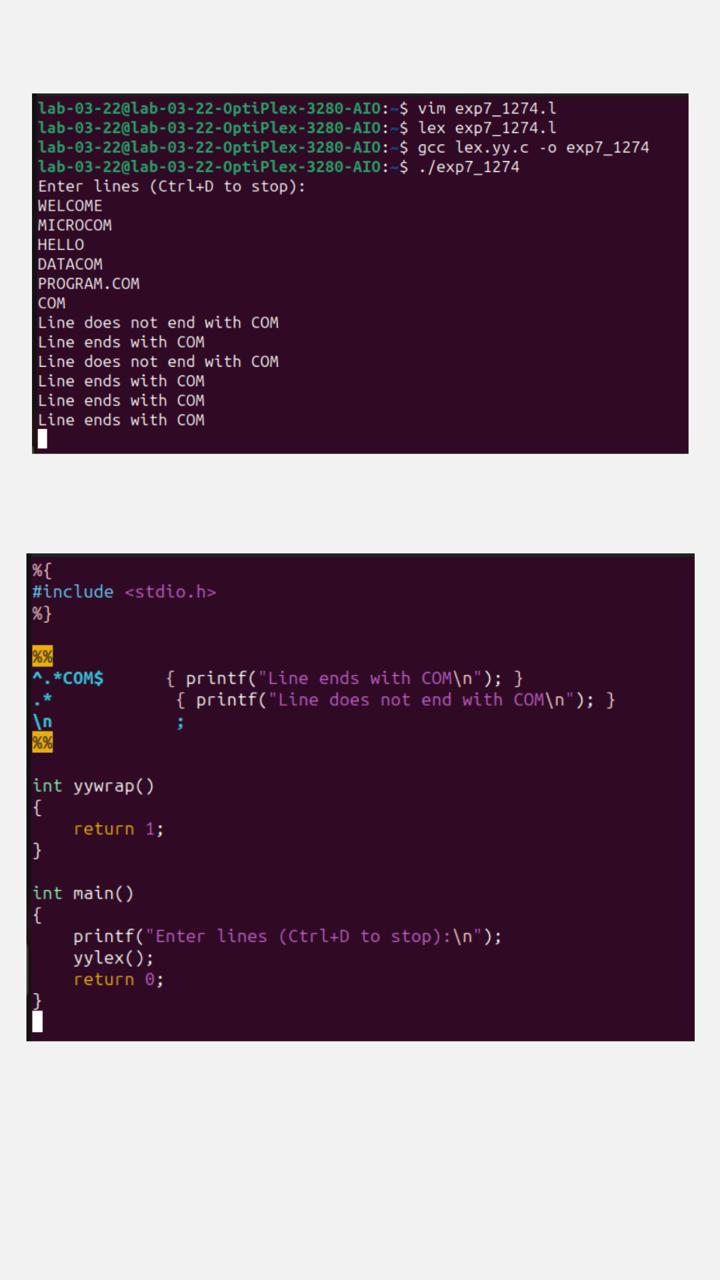 lab-03-22@lab-03-22-OptiPlex-3280-AIO:~$ vim exp7_1274.l
lab-03-22@lab-03-22-OptiPlex-3280-AIO:~$ lex exp7_1274.l
lab-03-22@lab-03-22-OptiPlex-3280-AIO:~$ gcc lex.yy.c -o exp7_1274
lab-03-22@lab-03-22-OptiPlex-3280-AIO:~$ ./exp7_1274
Enter lines (Ctrl+D to stop):
WELCOME
MICROCOM
HELLO
DATACOM
PROGRAM.COM
COM
Line does not end with COM
Line ends with COM
Line does not end with COM
Line ends with COM
Line ends with COM
Line ends with COM
%{
#include <stdio.h>
%}
%%
^.*COM$      { printf("Line ends with COM\n"); }
.*            { printf("Line does not end with COM\n"); }
\n            ;
%%
int yywrap()
{
    return 1;
}
int main()
{
    printf("Enter lines (Ctrl+D to stop):\n");
    yylex();
    return 0;
}